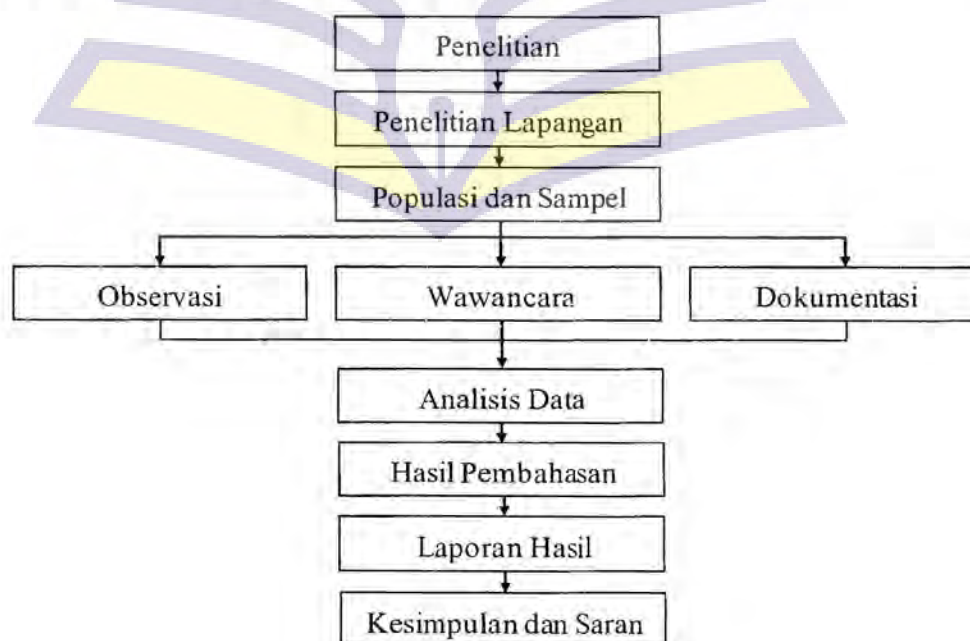 Penelitian
Penelitian Lapangan
Populasi dan Sampel
Observasi
Wawancara
Dokumentasi
Analisis Data
Hasil Pembahasan
Laporan Hasil
Kesimpulan dan Saran